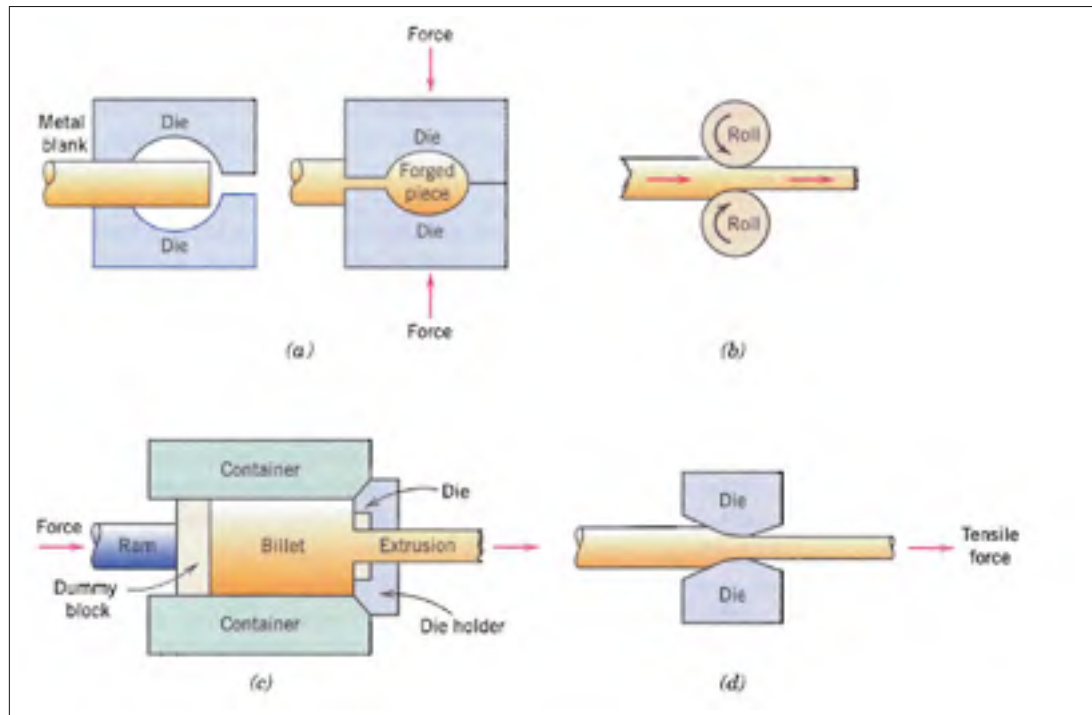 Force
Metal
blank
Die
Die
Die
Forged
piece
Die
Force
(a)
Roll
Roll
(b)
Container
Die
Force
Ram
Billet
Extrusion
Dummy
block
Container
Die holder
(c)
Die
Die
Tensile
force
(d)